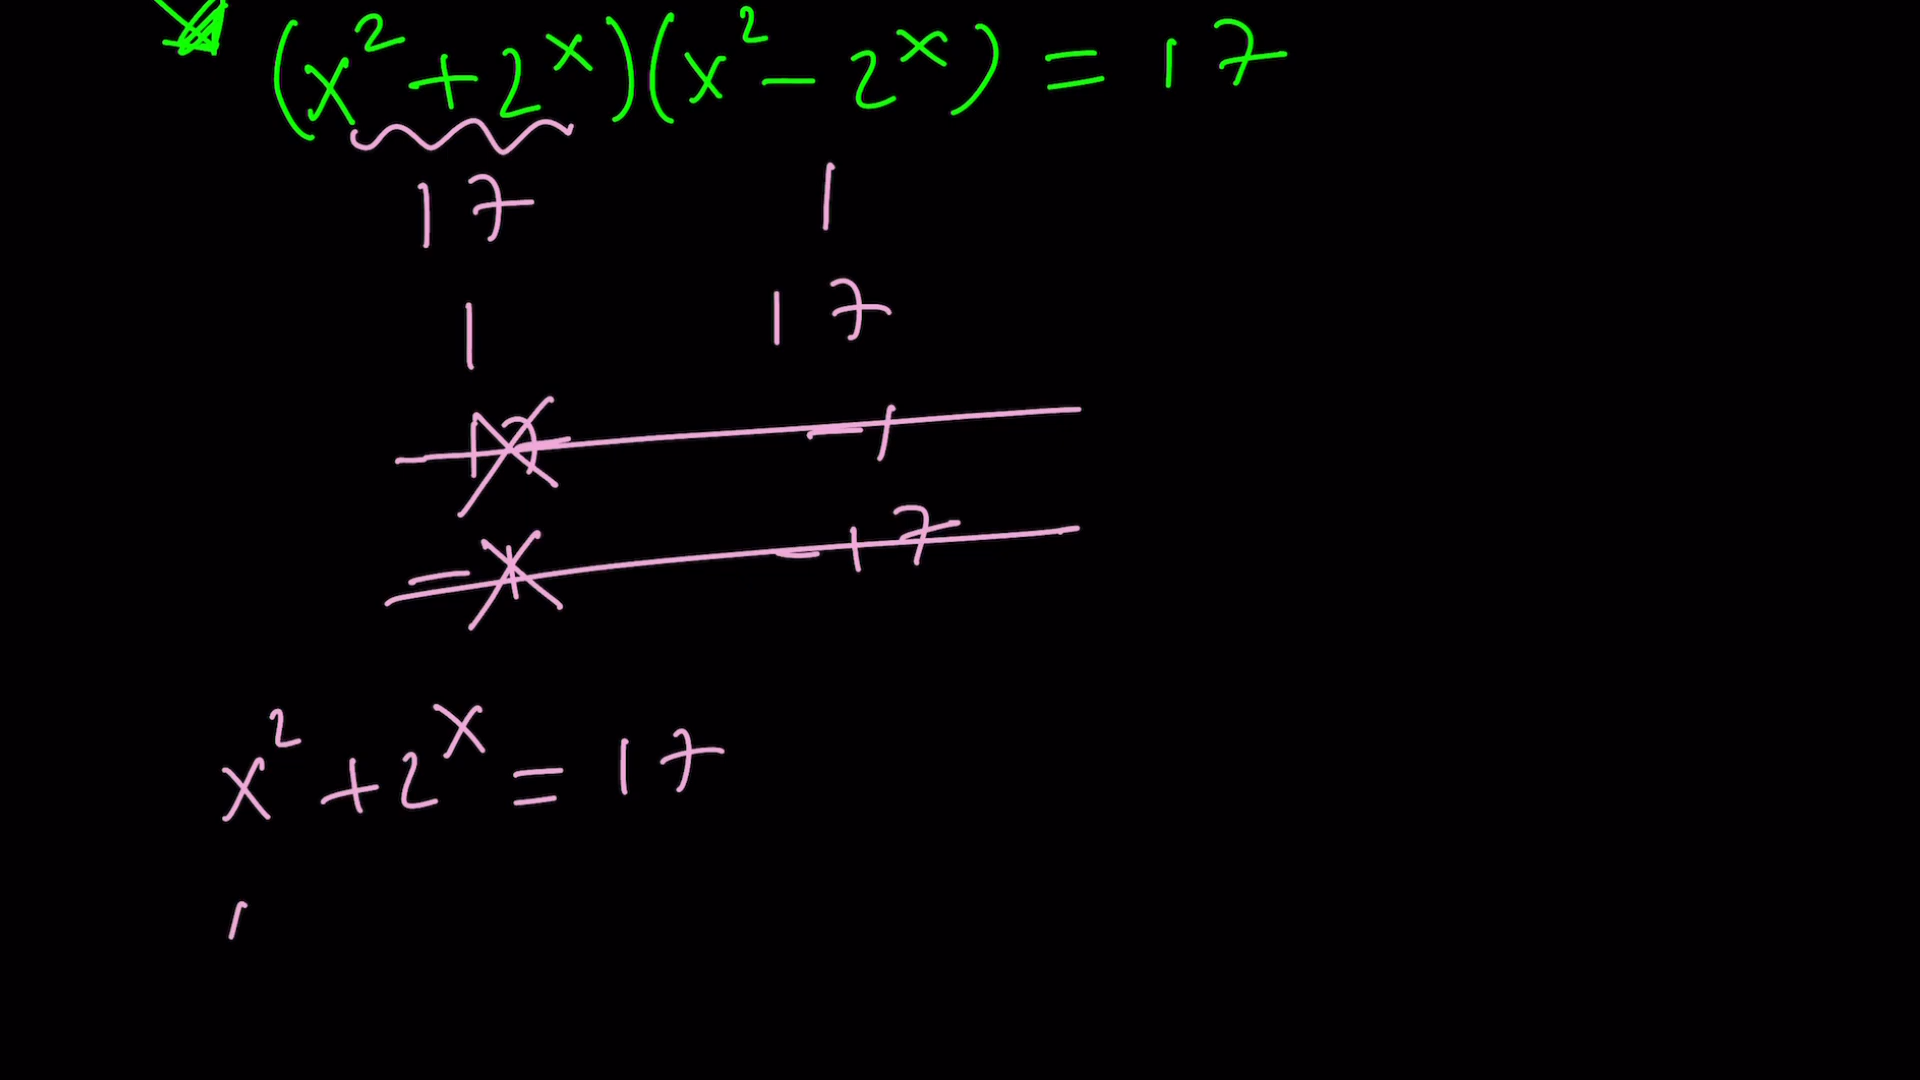 (x² + 2ˣ)(x² - 2ˣ) = 17
17 1
1 17
-17 -1
-1 -17
x² + 2ˣ = 17